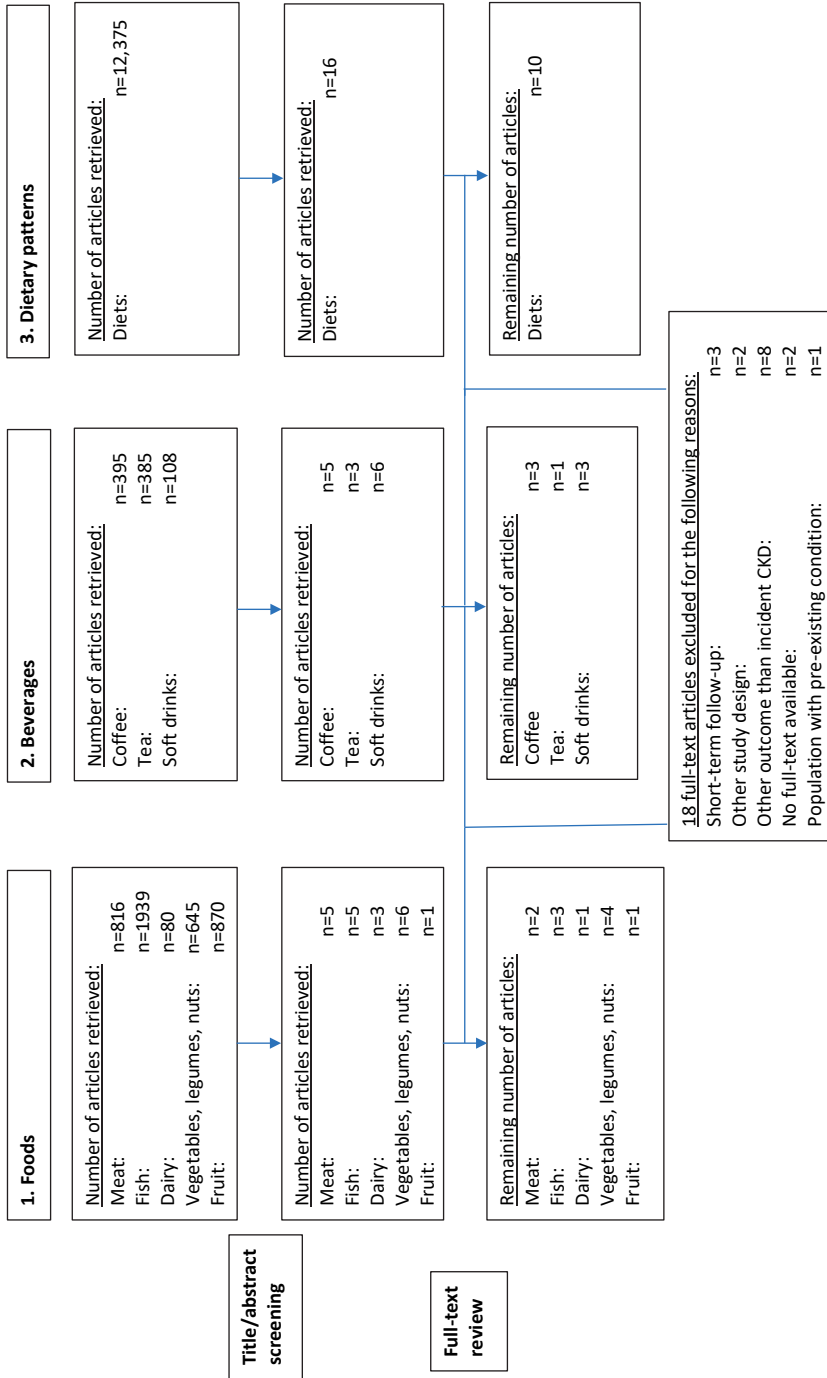 1. Foods
2. Beverages
3. Dietary patterns
Number of articles retrieved:
Meat: n=816
Fish: n=1939
Dairy: n=80
Vegetables, legumes, nuts: n=645
Fruit: n=870
Number of articles retrieved:
Coffee: n=395
Tea: n=385
Soft drinks: n=108
Number of articles retrieved:
Diets: n=12,375
Title/abstract
screening
Number of articles retrieved:
Meat: n=5
Fish: n=5
Dairy: n=3
Vegetables, legumes, nuts: n=6
Fruit: n=1
Number of articles retrieved:
Coffee: n=5
Tea: n=3
Soft drinks: n=6
Number of articles retrieved:
Diets: n=16
Full-text
review
Remaining number of articles:
Meat: n=2
Fish: n=3
Dairy: n=1
Vegetables, legumes, nuts: n=4
Fruit: n=1
Remaining number of articles:
Coffee n=3
Tea: n=1
Soft drinks: n=3
Remaining number of articles:
Diets: n=10
18 full-text articles excluded for the following reasons:
Short-term follow-up: n=3
Other study design: n=2
Other outcome than incident CKD: n=8
No full-text available: n=2
Population with pre-existing condition: n=1